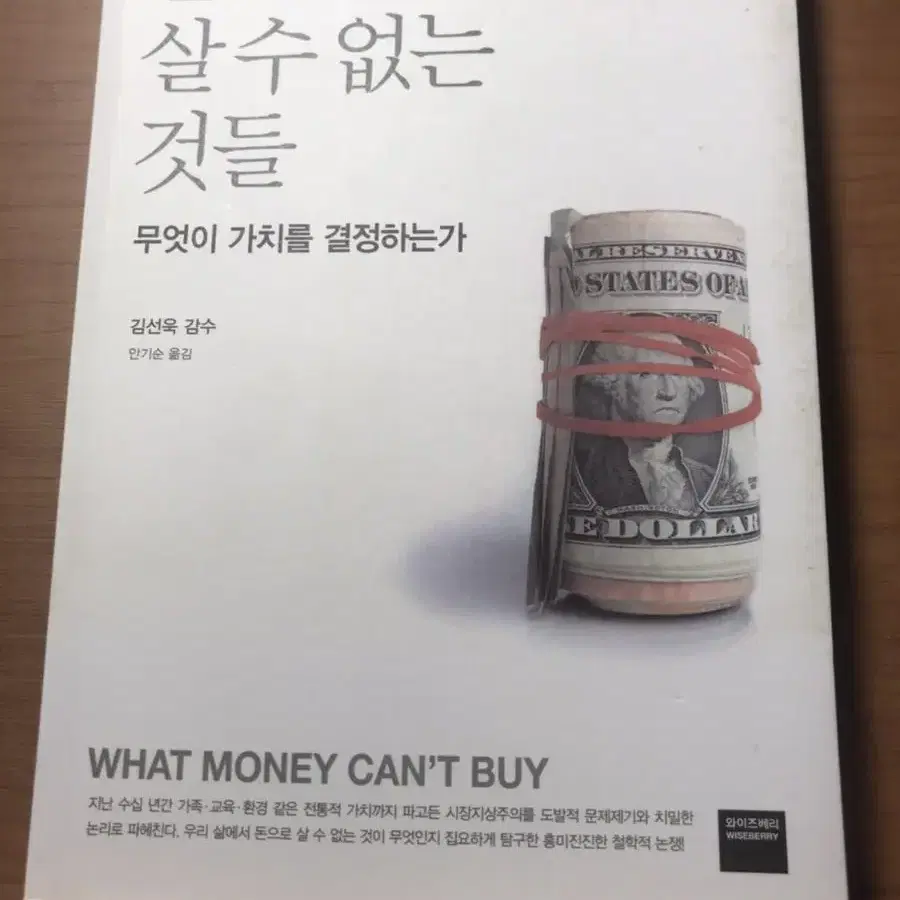 살 수 없는
것들
무엇이 가치를 결정하는가
김선욱 감수
안기순 옮김
STATES OF A
WASHINGTON
E DOLLAR
WHAT MONEY CAN'T BUY
지난 수십 년간 가족·교육·환경 같은 전통적 가치까지 파고든 시장지상주의를 도발적 문제제기와 치밀한
논리로 파헤친다. 우리 삶에서 돈으로 살 수 없는 것이 무엇인지 집요하게 탐구한 흥미진진한 철학적 논쟁!
와이즈베리
WISEBERRY